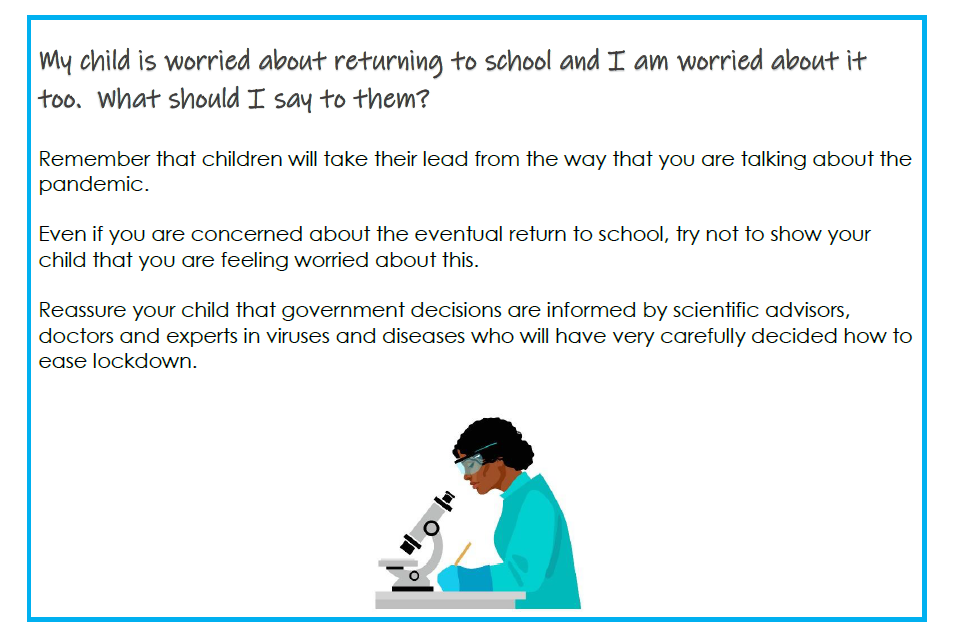 My child is worried about returning to school and I am worried about it
too.  What should I say to them?
Remember that children will take their lead from the way that you are talking about the
pandemic.
Even if you are concerned about the eventual return to school, try not to show your
child that you are feeling worried about this.
Reassure your child that government decisions are informed by scientific advisors,
doctors and experts in viruses and diseases who will have very carefully decided how to
ease lockdown.